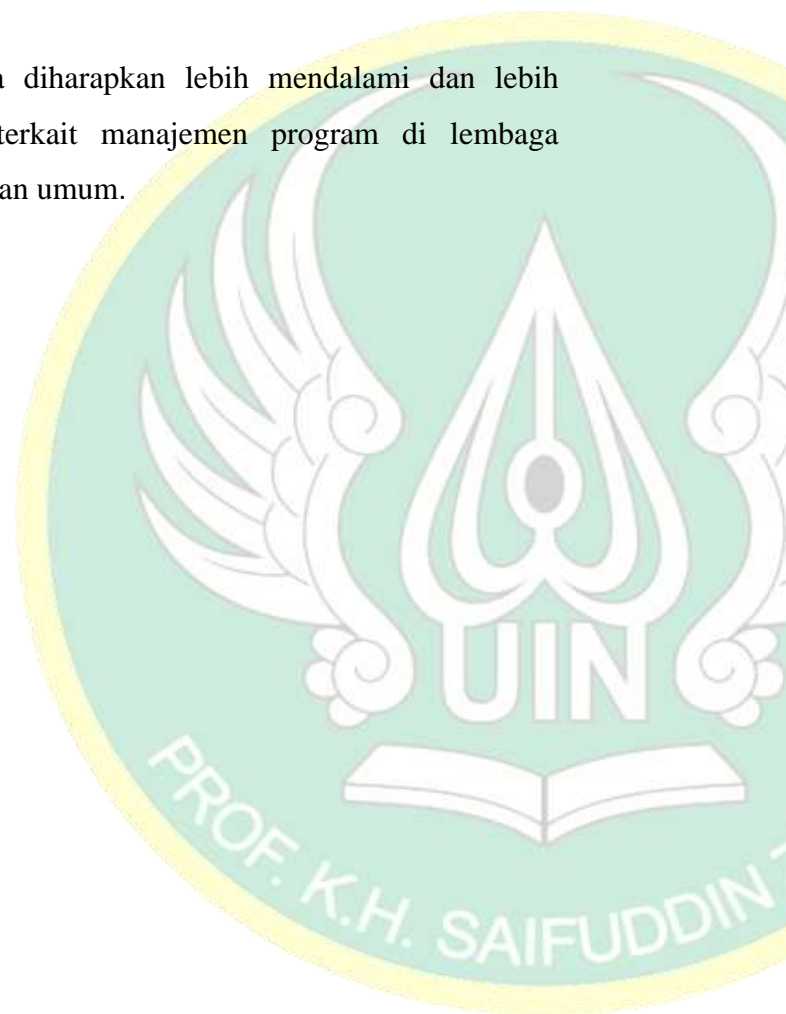 diharapkan lebih mendalami dan lebih
terkait manajemen program di lembaga
an umum.
UIN
PROF. K.H. SAIFUDDIN